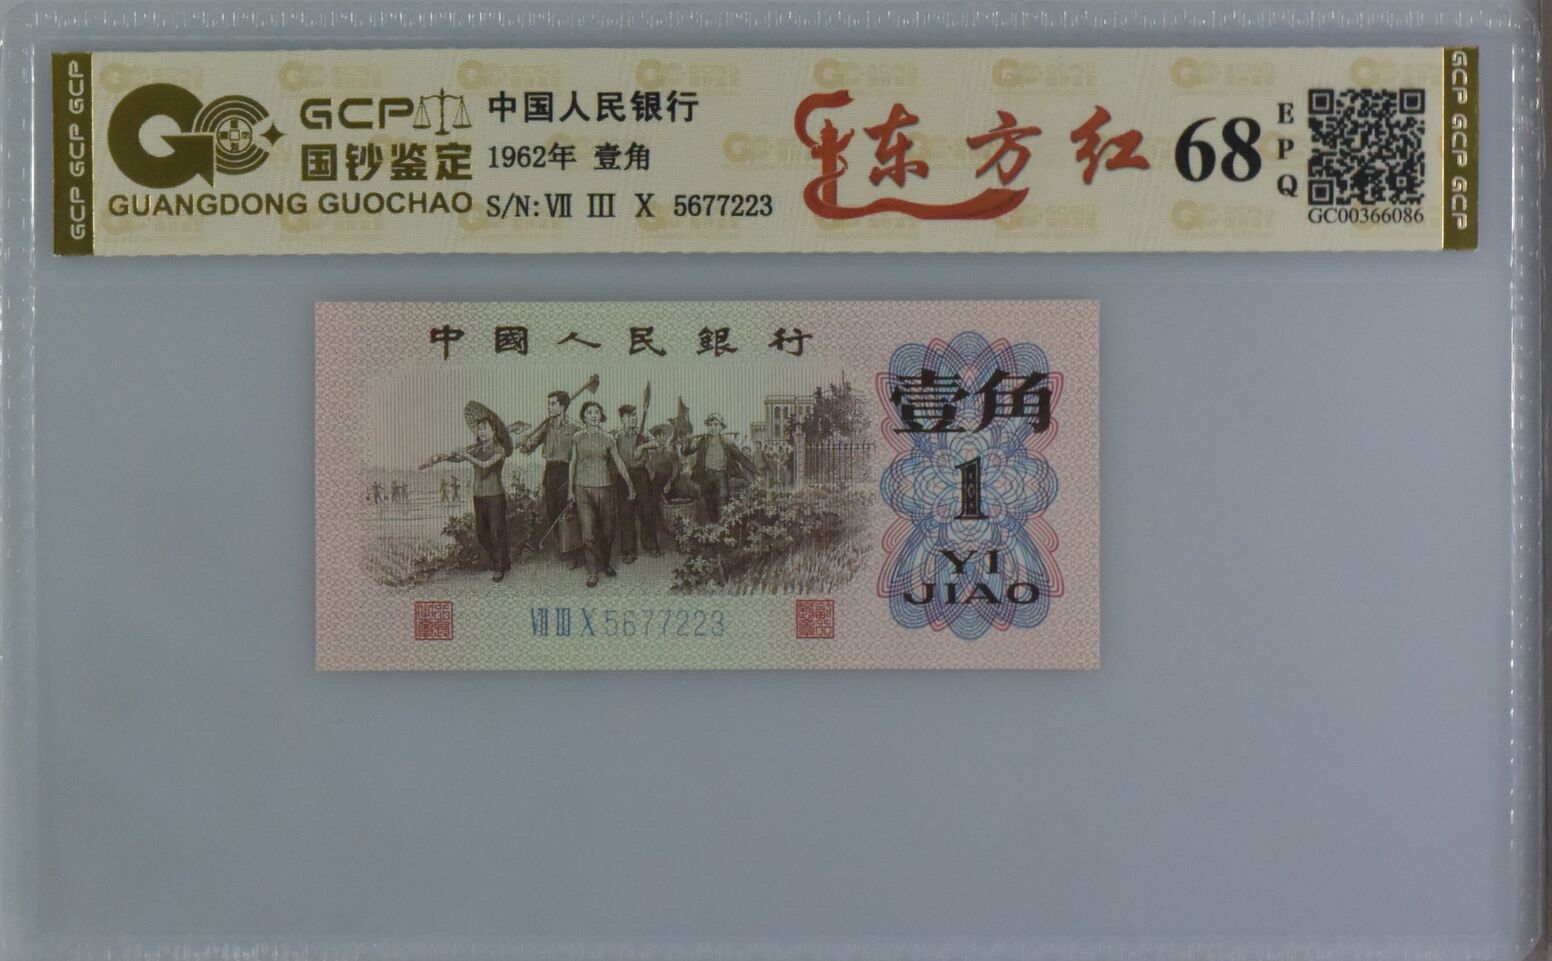 GCP GCP GCP
GCP
国钞鉴定
GUANGDONG GUOCHAO
中国人民银行
1962年 壹角
S/N: Ⅶ Ⅲ Ⅹ 5677223
东方红
68
EPQ
GC00366086
GCP GCP GCP
中國人民銀行
壹角
1
YI
JIAO
Ⅶ Ⅲ Ⅹ 5677223